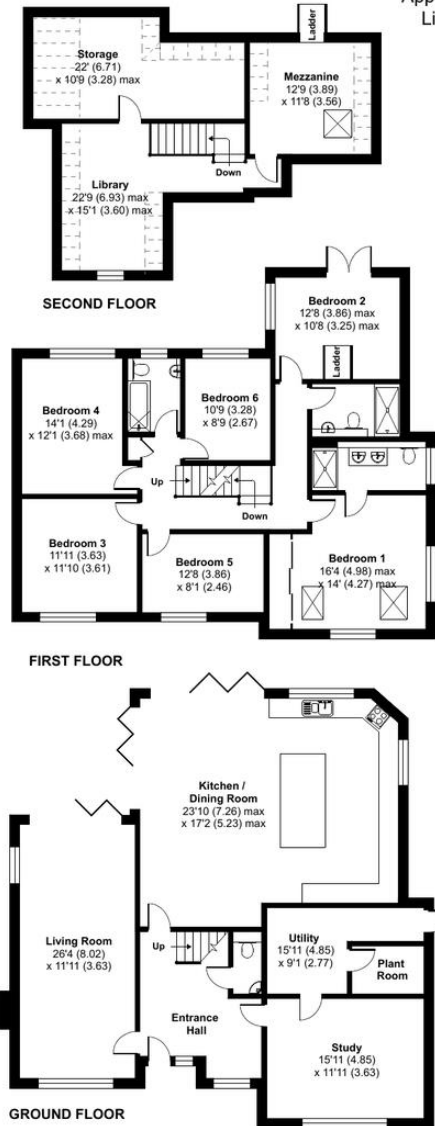 App
Li
Ladder
Storage
22' (6.71)
x 10'9 (3.28) max
Mezzanine
12'9 (3.89)
x 11'8 (3.56)
Down
Library
22'9 (6.93) max
x 15'1 (3.60) max
SECOND FLOOR
Bedroom 2
12'8 (3.86) max
x 10'8 (3.25) max
Ladder
Bedroom 4
14'1 (4.29)
x 12'1 (3.68) max
Bedroom 6
10'9 (3.28)
x 8'9 (2.67)
Up
Down
Bedroom 3
11'11 (3.63)
x 11'10 (3.61)
Bedroom 5
12'8 (3.86)
x 8'1 (2.46)
Bedroom 1
16'4 (4.98) max
x 14' (4.27) max
FIRST FLOOR
Kitchen /
Dining Room
23'10 (7.26) max
x 17'2 (5.23) max
Living Room
26'4 (8.02)
x 11'11 (3.63)
Up
Utility
15'11 (4.85)
x 9'1 (2.77)
Plant
Room
Entrance
Hall
Study
15'11 (4.85)
x 11'11 (3.63)
GROUND FLOOR